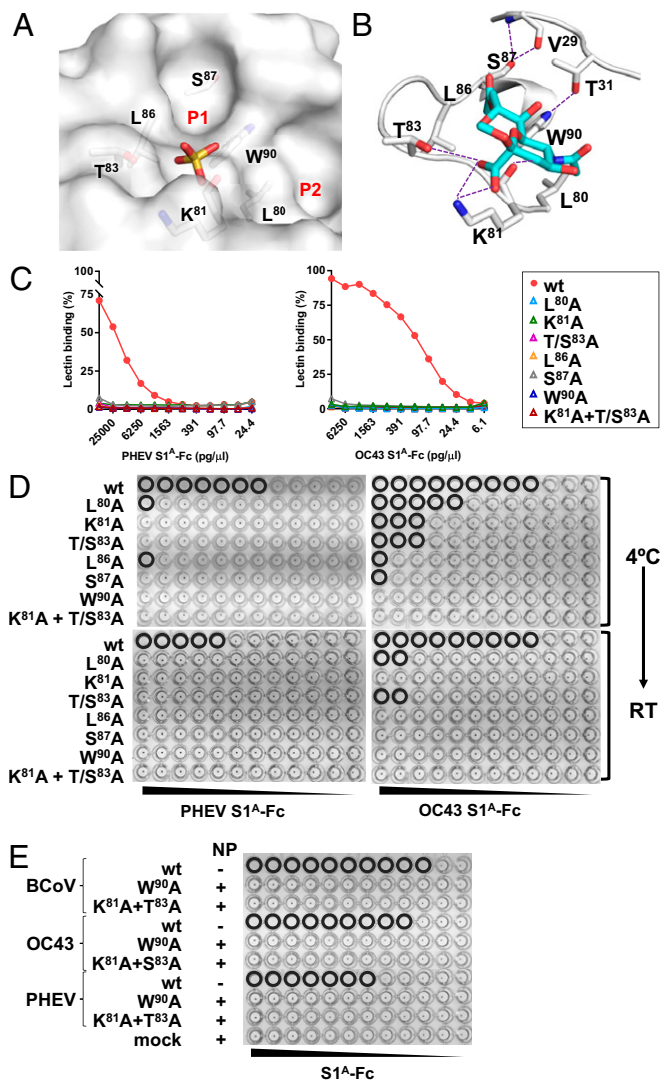 A
S87
L86
P1
T83
W90
P2
K81
L80
B
V29
S87
T31
L86
T83
W90
L80
K81
C
Lectin binding (%)
100
75
50
25
0
25000
6250
1563
391
97.7
24.4
PHEV S1A-Fc (pg/µl)
Lectin binding (%)
100
75
50
25
0
6250
1563
391
97.7
24.4
6.1
OC43 S1A-Fc (pg/µl)
wt
L80A
K81A
T/S83A
L86A
S87A
W90A
K81A+T/S83A
D
wt
L80A
K81A
T/S83A
L86A
S87A
W90A
K81A + T/S83A
4ºC
wt
L80A
K81A
T/S83A
L86A
S87A
W90A
K81A + T/S83A
RT
PHEV S1A-Fc
OC43 S1A-Fc
E
NP
BCoV
wt -
W90A +
K81A+T83A +
OC43
wt -
W90A +
K81A+S83A +
PHEV
wt -
W90A +
K81A+T83A +
mock +
S1A-Fc